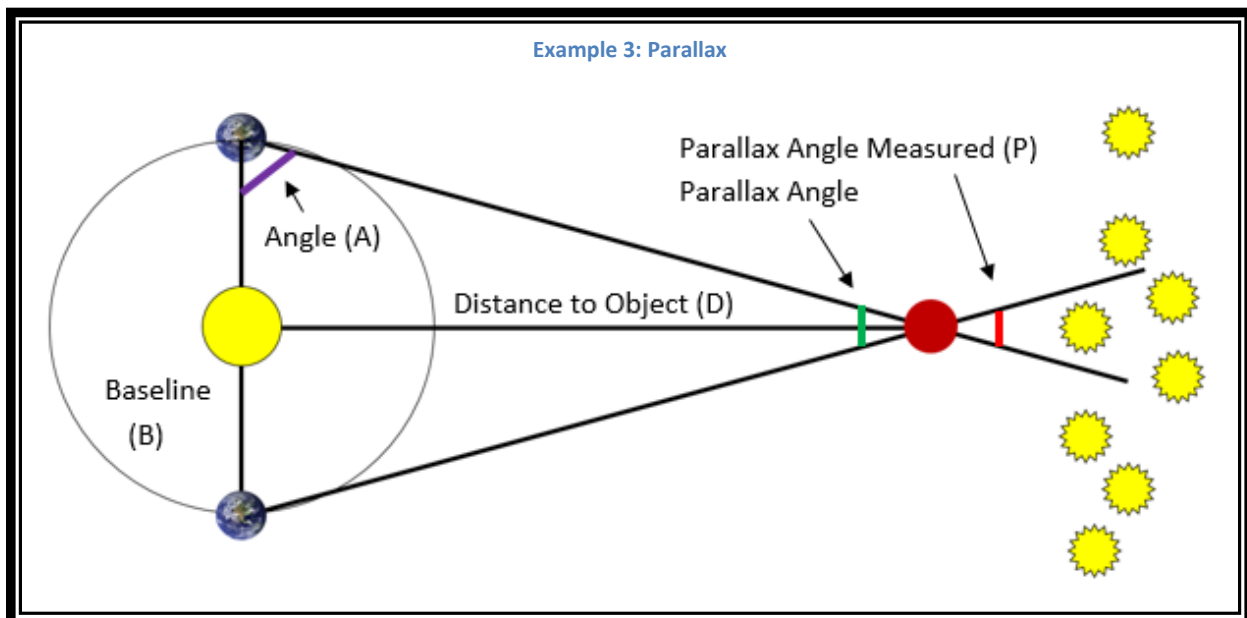 Example 3: Parallax
Parallax Angle Measured (P)
Parallax Angle
Angle (A)
Distance to Object (D)
Baseline
(B)